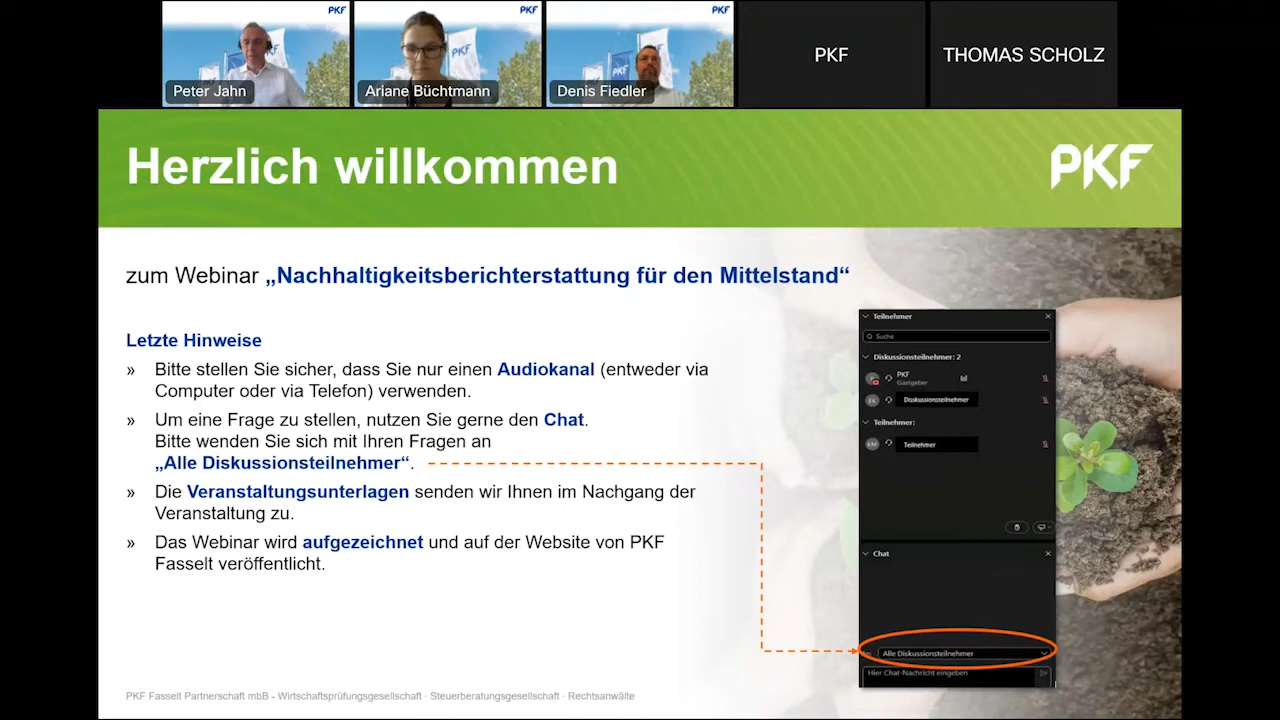 PKF
PKF
PKF
PKF
PKF
PKF
THOMAS SCHOLZ
Peter Jahn
Ariane Büchtmann
Denis Fiedler
Herzlich willkommen
PKF
zum Webinar „Nachhaltigkeitsberichterstattung für den Mittelstand“
Letzte Hinweise
» Bitte stellen Sie sicher, dass Sie nur einen Audiokanal (entweder via
Computer oder via Telefon) verwenden.
» Um eine Frage zu stellen, nutzen Sie gerne den Chat.
Bitte wenden Sie sich mit Ihren Fragen an
„Alle Diskussionsteilnehmer“.
» Die Veranstaltungsunterlagen senden wir Ihnen im Nachgang der
Veranstaltung zu.
» Das Webinar wird aufgezeichnet und auf der Website von PKF
Fasselt veröffentlicht.
Teilnehmer
Suche
Diskussionsteilnehmer: 2
PKF
Gastgeber
Diskussionsteilnehmer
Teilnehmer:
KM
Teilnehmer
Chat
Alle Diskussionsteilnehmer
Hier Chat-Nachricht eingeben
PKF Fasselt Partnerschaft mbB - Wirtschaftsprüfungsgesellschaft · Steuerberatungsgesellschaft · Rechtsanwälte